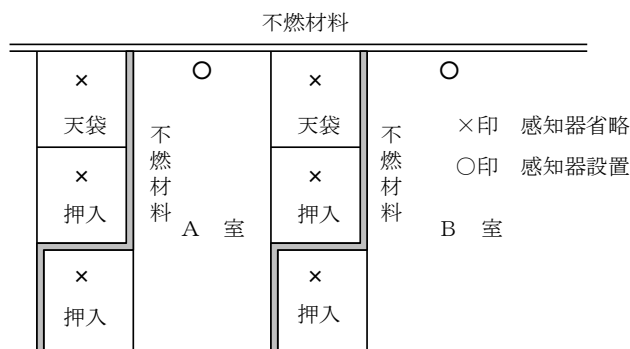 不燃材料
×
○
×
○
天袋
天袋
×印 感知器省略
○印 感知器設置
×
×
押入
押入
不燃材料
不燃材料
A 室
B 室
×
×
押入
押入